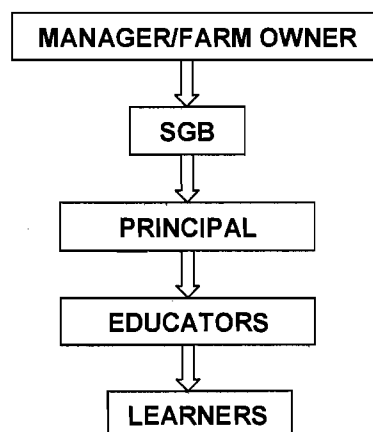 MANAGER/FARM OWNER
SGB
PRINCIPAL
EDUCATORS
LEARNERS